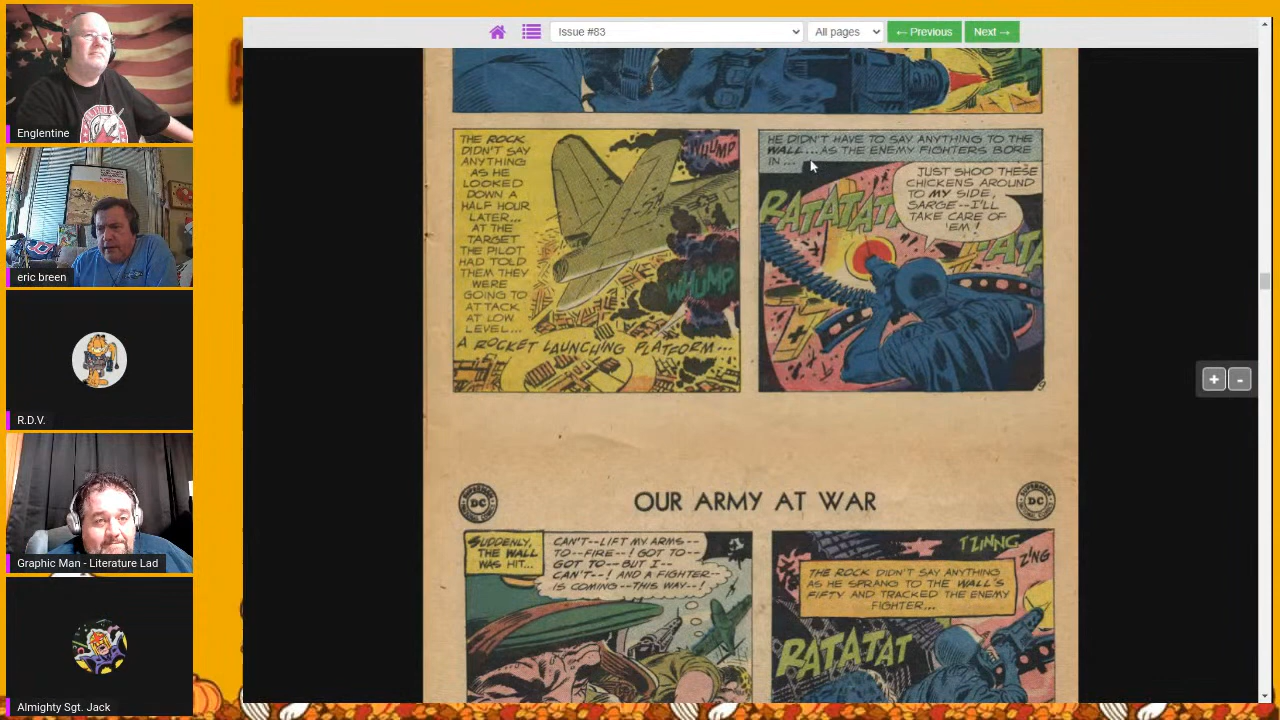 Issue #83
All pages
← Previous
Next →
Englentine
eric breen
R.D.V.
Graphic Man - Literature Lad
Almighty Sgt. Jack
THE ROCK
DIDN'T SAY
ANYTHING
AS HE
LOOKED
DOWN A
HALF HOUR
LATER...
AT THE
TARGET
THE PILOT
HAD TOLD
THEM THEY
WERE
GOING TO
ATTACK
AT LOW
LEVEL...
A ROCKET LAUNCHING PLATFORM...
WHUMP
WHUMP
HE DIDN'T HAVE TO SAY ANYTHING TO THE
WALL...AS THE ENEMY FIGHTERS BORE
IN...
JUST SHOO THESE
CHICKENS AROUND
TO MY SIDE,
SARGE--I'LL
TAKE CARE OF
'EM!
RATATAT
ATA
9
DC
OUR ARMY AT WAR
DC
SUDDENLY,
THE WALL
WAS HIT...
CAN'T--LIFT MY ARMS--
TO--FIRE--! GOT TO--
GOT TO--BUT I--
CAN'T--! AND A FIGHTER--
IS COMING--THIS WAY--!
TZINNG
ZING
THE ROCK DIDN'T SAY ANYTHING
AS HE SPRANG TO THE WALL'S
FIFTY AND TRACKED THE ENEMY
FIGHTER...
RATATAT